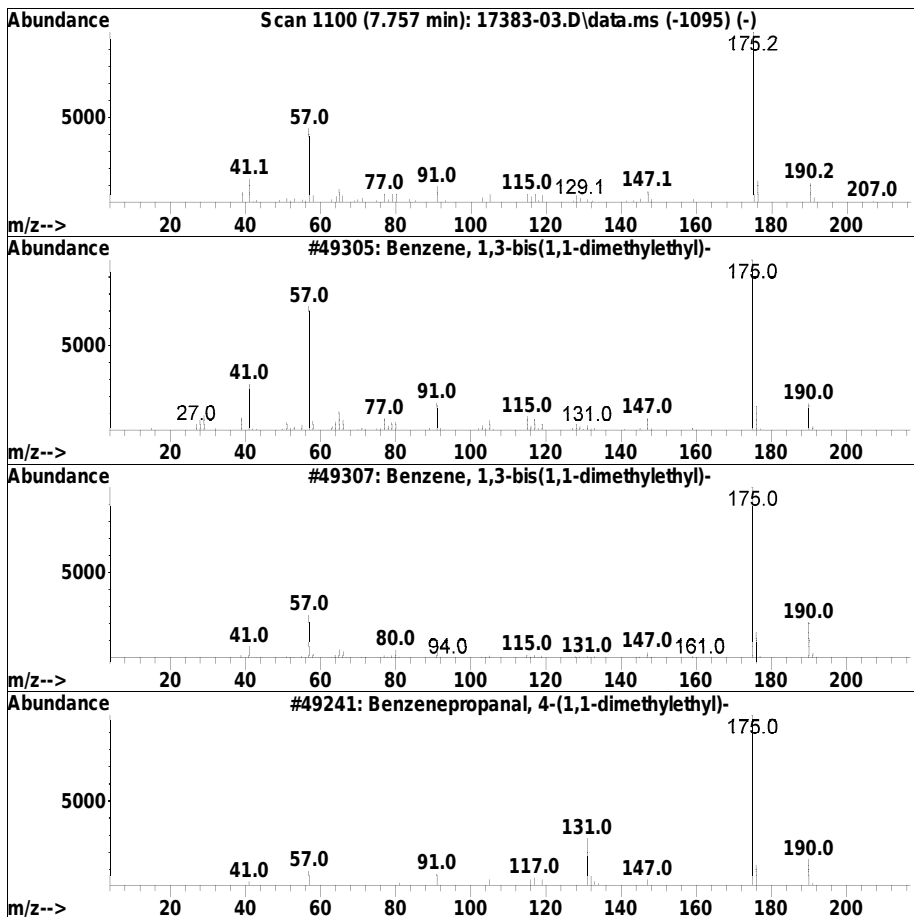 Abundance Scan 1100 (7.757 min): 17383-03.D\data.ms (-1095) (-)
175.2
5000 57.0
41.1 77.0 91.0 115.0 129.1 147.1 190.2 207.0
m/z--> 20 40 60 80 100 120 140 160 180 200
Abundance #49305: Benzene, 1,3-bis(1,1-dimethylethyl)-
175.0
57.0
5000
27.0 41.0 77.0 91.0 115.0 131.0 147.0 190.0
m/z--> 20 40 60 80 100 120 140 160 180 200
Abundance #49307: Benzene, 1,3-bis(1,1-dimethylethyl)-
175.0
5000
57.0 190.0
41.0 80.0 94.0 115.0 131.0 147.0 161.0
m/z--> 20 40 60 80 100 120 140 160 180 200
Abundance #49241: Benzenepropanal, 4-(1,1-dimethylethyl)-
175.0
5000
131.0
41.0 57.0 91.0 117.0 147.0 190.0
m/z--> 20 40 60 80 100 120 140 160 180 200